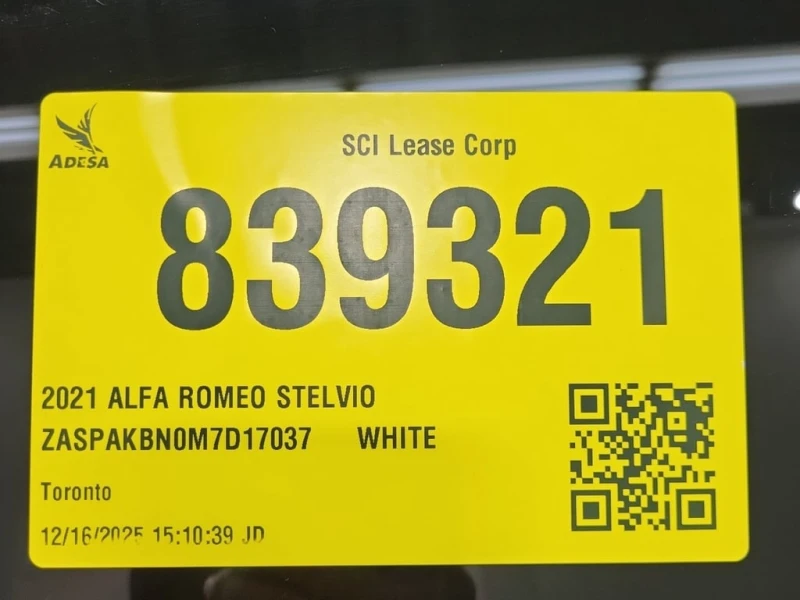 ADESA
SCI Lease Corp
839321
2021 ALFA ROMEO STELVIO
ZASPAKBN0M7D17037 WHITE
Toronto
12/16/2025 15:10:39 JD